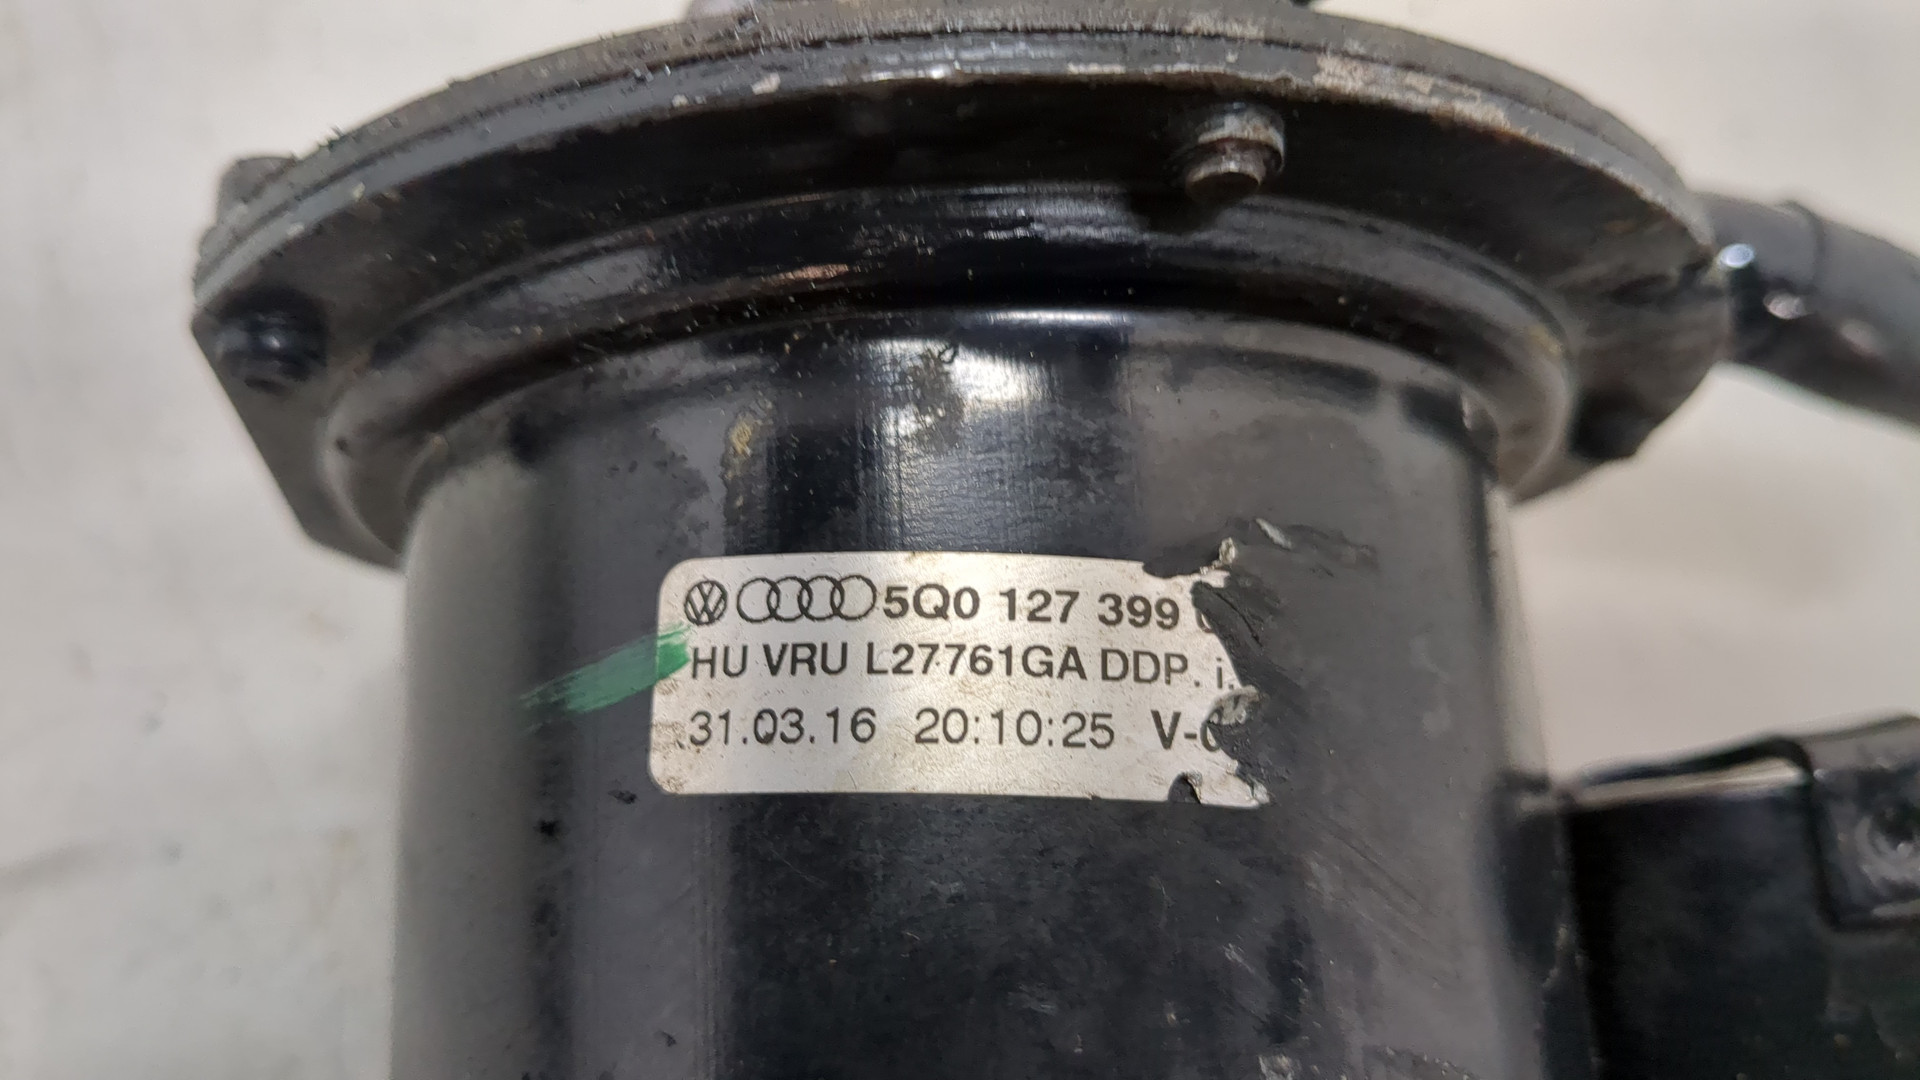 5Q0 127 399
HU VRU L27761GA DDP. i.
31.03.16 20:10:25 V-